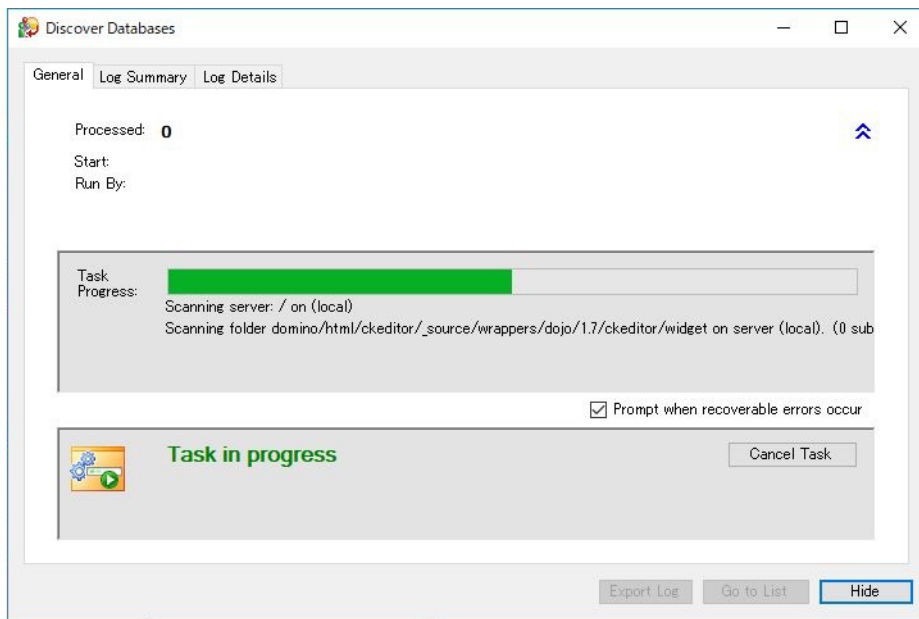 Discover Databases
General Log Summary Log Details
Processed: 0
Start:
Run By:
Task Progress:
Scanning server: / on (local)
Scanning folder domino/html/ckeditor/_source/wrappers/dojo/1.7/ckeditor/widget on server (local). (0 sub
Prompt when recoverable errors occur
Task in progress
Cancel Task
Export Log Go to List Hide